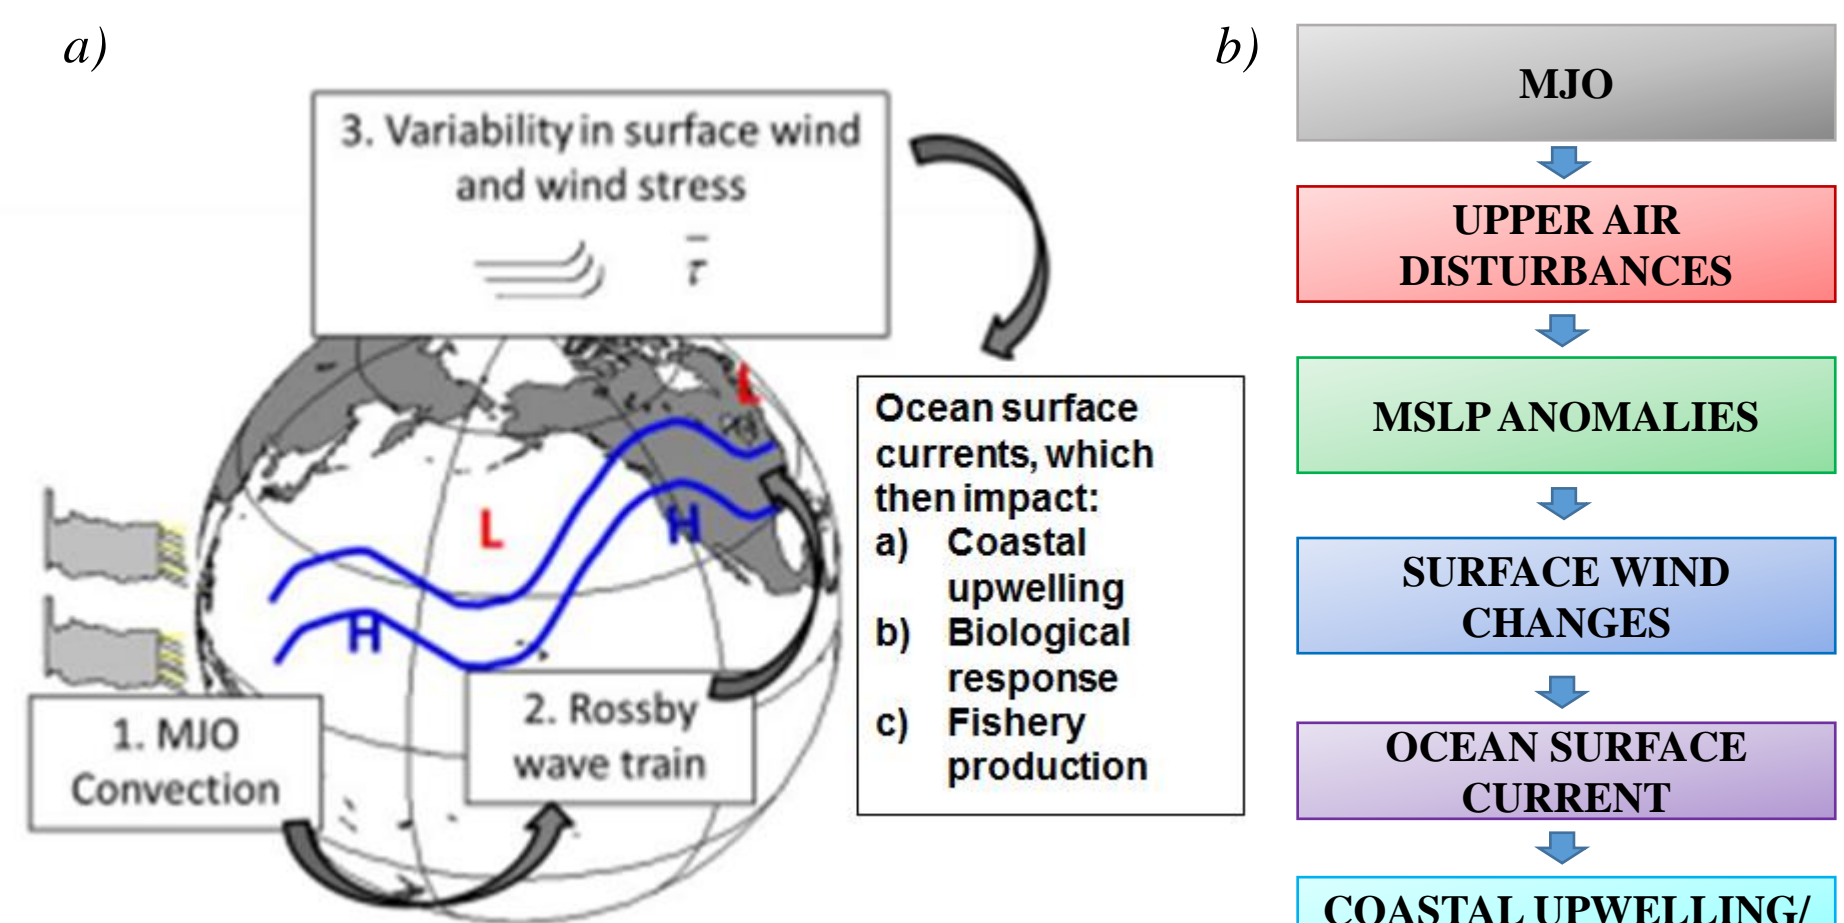 a)
3. Variability in surface wind
and wind stress
τ
L
L
H
H
1. MJO
Convection
2. Rossby
wave train
Ocean surface
currents, which
then impact:
a) Coastal
upwelling
b) Biological
response
c) Fishery
production
b)
MJO
UPPER AIR
DISTURBANCES
MSLP ANOMALIES
SURFACE WIND
CHANGES
OCEAN SURFACE
CURRENT
COASTAL UPWELLING/